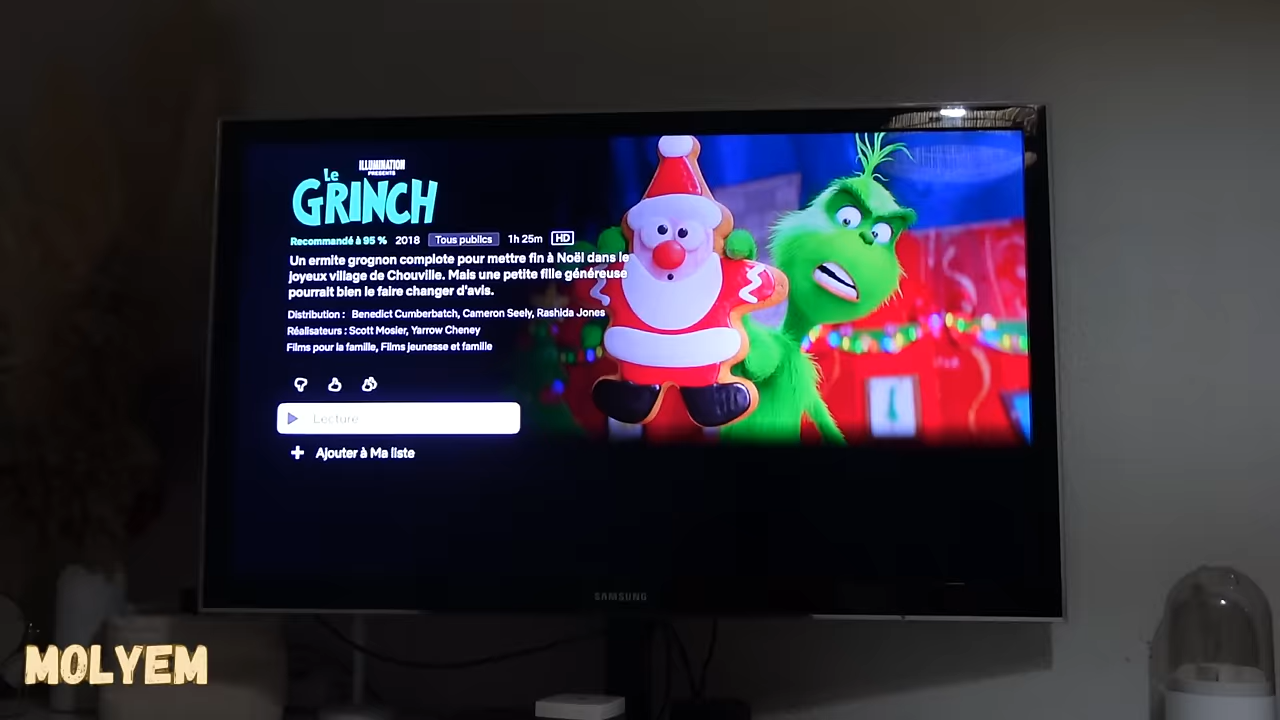 ILLUMINATION
PRESENTS
Le
GRINCH
Recommandé à 95 % 2018 Tous publics 1h 25m HD
Un ermite grognon complote pour mettre fin à Noël dans le
joyeux village de Chouville. Mais une petite fille généreuse
pourrait bien le faire changer d'avis.
Distribution : Benedict Cumberbatch, Cameron Seely, Rashida Jones
Réalisateurs : Scott Mosier, Yarrow Cheney
Films pour la famille, Films jeunesse et famille
Lecture
Ajouter à Ma liste
SAMSUNG
MOLYEM